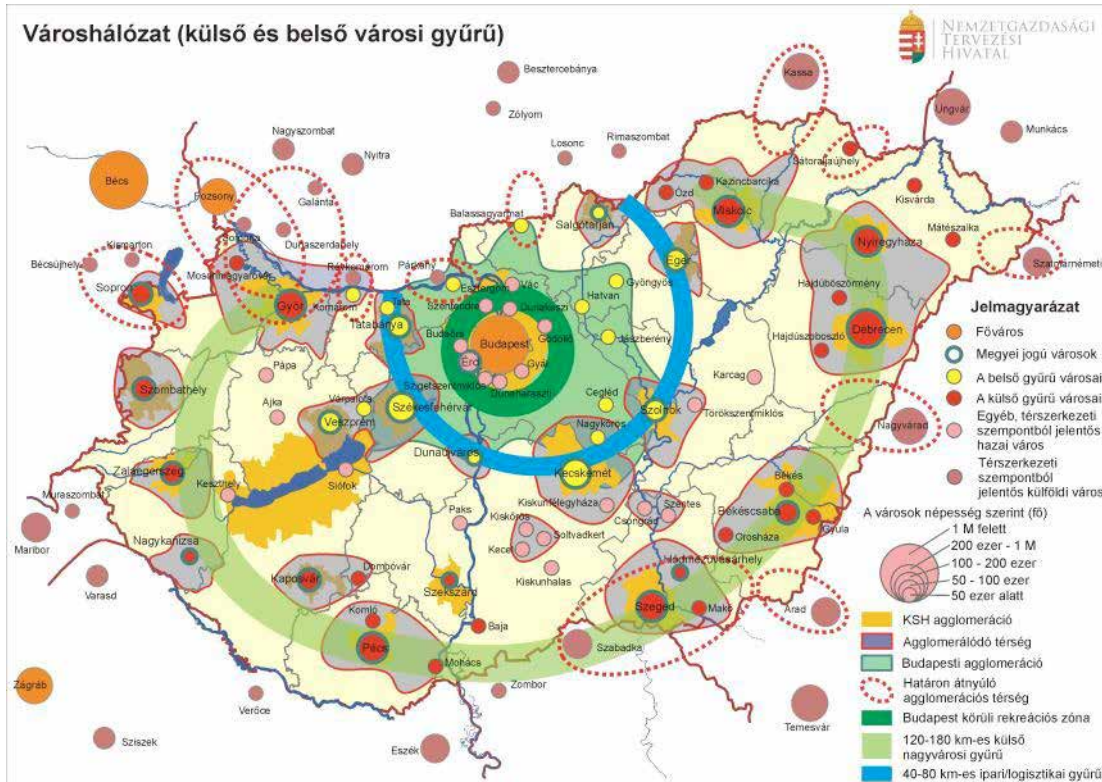 Városhálózat (külső és belső városi gyűrű)
NEMZETGAZDASÁGI
TERVEZÉSI
HIVATAL
Besztercebánya
Kassa
Zólyom
Ungvár
Munkács
Nagyszombat
Nyitra
Losonc
Rimaszombat
Sátoraljaújhely
Bécs
Pozsony
Galánta
Balassagyarmat
Salgótarján
Ózd
Kazincbarcika
Miskolc
Kisvárda
Mátészalka
Nyíregyháza
Szatmárnémeti
Kismarton
Bécsújhely
Somorja
Dunaszerdahely
Mosonmagyaróvár
Révkomárom
Párkány
Esztergom
Vác
Eger
Gyöngyös
Hatvan
Hajdúböszörmény
Sopron
Győr
Komárom
Tata
Tatabánya
Szentendre
Dunakeszi
Gödöllő
Budaörs
Budapest
Jászberény
Hajdúszoboszló
Debrecen
Érd
Gyál
Szigetszentmiklós
Dunaharaszti
Pápa
Ajka
Szombathely
Várpalota
Veszprém
Székesfehérvár
Cegléd
Nagykőrös
Szolnok
Karcag
Törökszentmiklós
Nagyvárad
Dunaújváros
Kecskemét
Zalaegerszeg
Keszthely
Siófok
Muraszombat
Maribor
Nagykanizsa
Varasd
Paks
Kiskunfélegyháza
Kiskőrös
Soltvadkert
Kecel
Kiskunhalas
Csongrád
Szentes
Békés
Békéscsaba
Gyula
Orosháza
Hódmezővásárhely
Kaposvár
Dombóvár
Szekszárd
Komló
Baja
Pécs
Mohács
Szeged
Makó
Arad
Szabadka
Zombor
Zágráb
Verőce
Sziszek
Eszék
Temesvár
Jelmagyarázat
Főváros
Megyei jogú városok
A belső gyűrű városai
A külső gyűrű városai
Egyéb, térszerkezeti
szempontból jelentős
hazai város
Térszerkezeti
szempontból
jelentős külföldi város
A városok népesség szerint (fő)
1 M felett
200 ezer - 1 M
100 - 200 ezer
50 - 100 ezer
50 ezer alatt
KSH agglomeráció
Agglomerálódó térség
Budapesti agglomeráció
Határon átnyúló
agglomerációs térség
Budapest körüli rekreációs zóna
120-180 km-es külső
nagyvárosi gyűrű
40-80 km-es ipari/logisztikai gyűrű